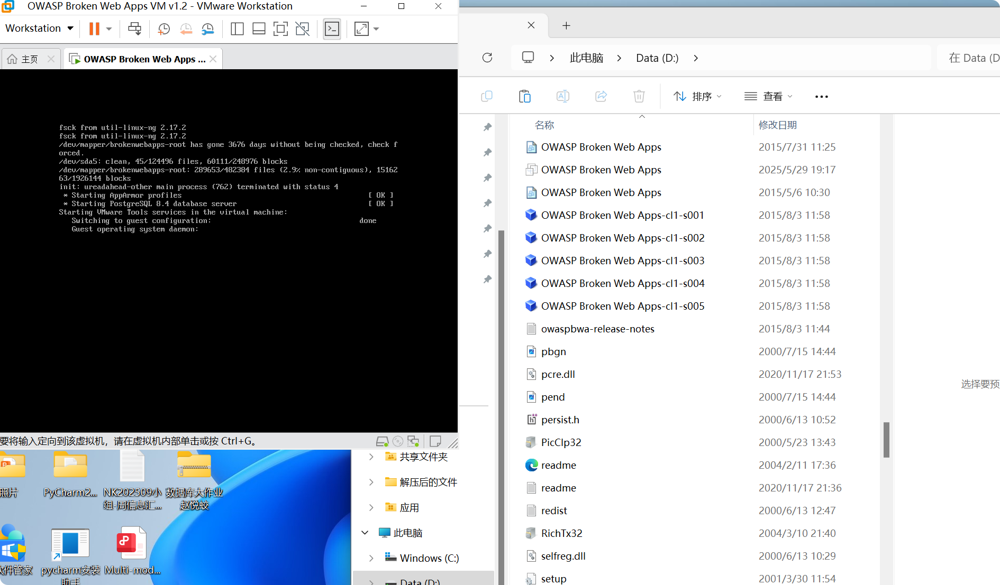 OWASP Broken Web Apps VM v1.2 - VMware Workstation
Workstation
主页
OWASP Broken Web Apps ...
fsck from util-linux-ng 2.17.2
fsck from util-linux-ng 2.17.2
/dev/mapper/brokenwebapps-root has gone 3676 days without being checked, check f
orced.
/dev/sda5: clean, 45/124496 files, 60111/248976 blocks
/dev/mapper/brokenwebapps-root: 289653/482384 files (2.9% non-contiguous), 15162
63/1926144 blocks
init: ureadahead-other main process (762) terminated with status 4
* Starting AppArmor profiles [ OK ]
* Starting PostgreSQL 8.4 database server [ OK ]
Starting VMware Tools services in the virtual machine:
Switching to guest configuration: done
Guest operating system daemon:
要将输入定向到该虚拟机，请在虚拟机内部单击或按 Ctrl+G。
照片
PyCharm2...
NK202509小
组-周信息汇...
数据库大作业
赵悦蛟
软件管家
pycharm安装
助手
Multi-mod...
共享文件夹
解压后的文件
应用
此电脑
Windows (C:)
Data (D:)
此电脑
Data (D:)
在 Data (D
排序
查看
名称
修改日期
OWASP Broken Web Apps 2015/7/31 11:25
OWASP Broken Web Apps 2025/5/29 19:17
OWASP Broken Web Apps 2015/5/6 10:30
OWASP Broken Web Apps-cl1-s001 2015/8/3 11:58
OWASP Broken Web Apps-cl1-s002 2015/8/3 11:58
OWASP Broken Web Apps-cl1-s003 2015/8/3 11:58
OWASP Broken Web Apps-cl1-s004 2015/8/3 11:58
OWASP Broken Web Apps-cl1-s005 2015/8/3 11:58
owaspbwa-release-notes 2015/8/3 11:44
pbgn 2000/7/15 14:44
pcre.dll 2020/11/17 21:53
pend 2000/7/15 14:44
persist.h 2000/6/13 10:52
PicClp32 2000/5/23 13:43
readme 2004/2/11 17:36
readme 2020/11/17 21:36
redist 2000/6/13 12:47
RichTx32 2004/3/10 21:40
selfreg.dll 2000/6/13 10:29
setup 2001/3/30 11:54
选择要预